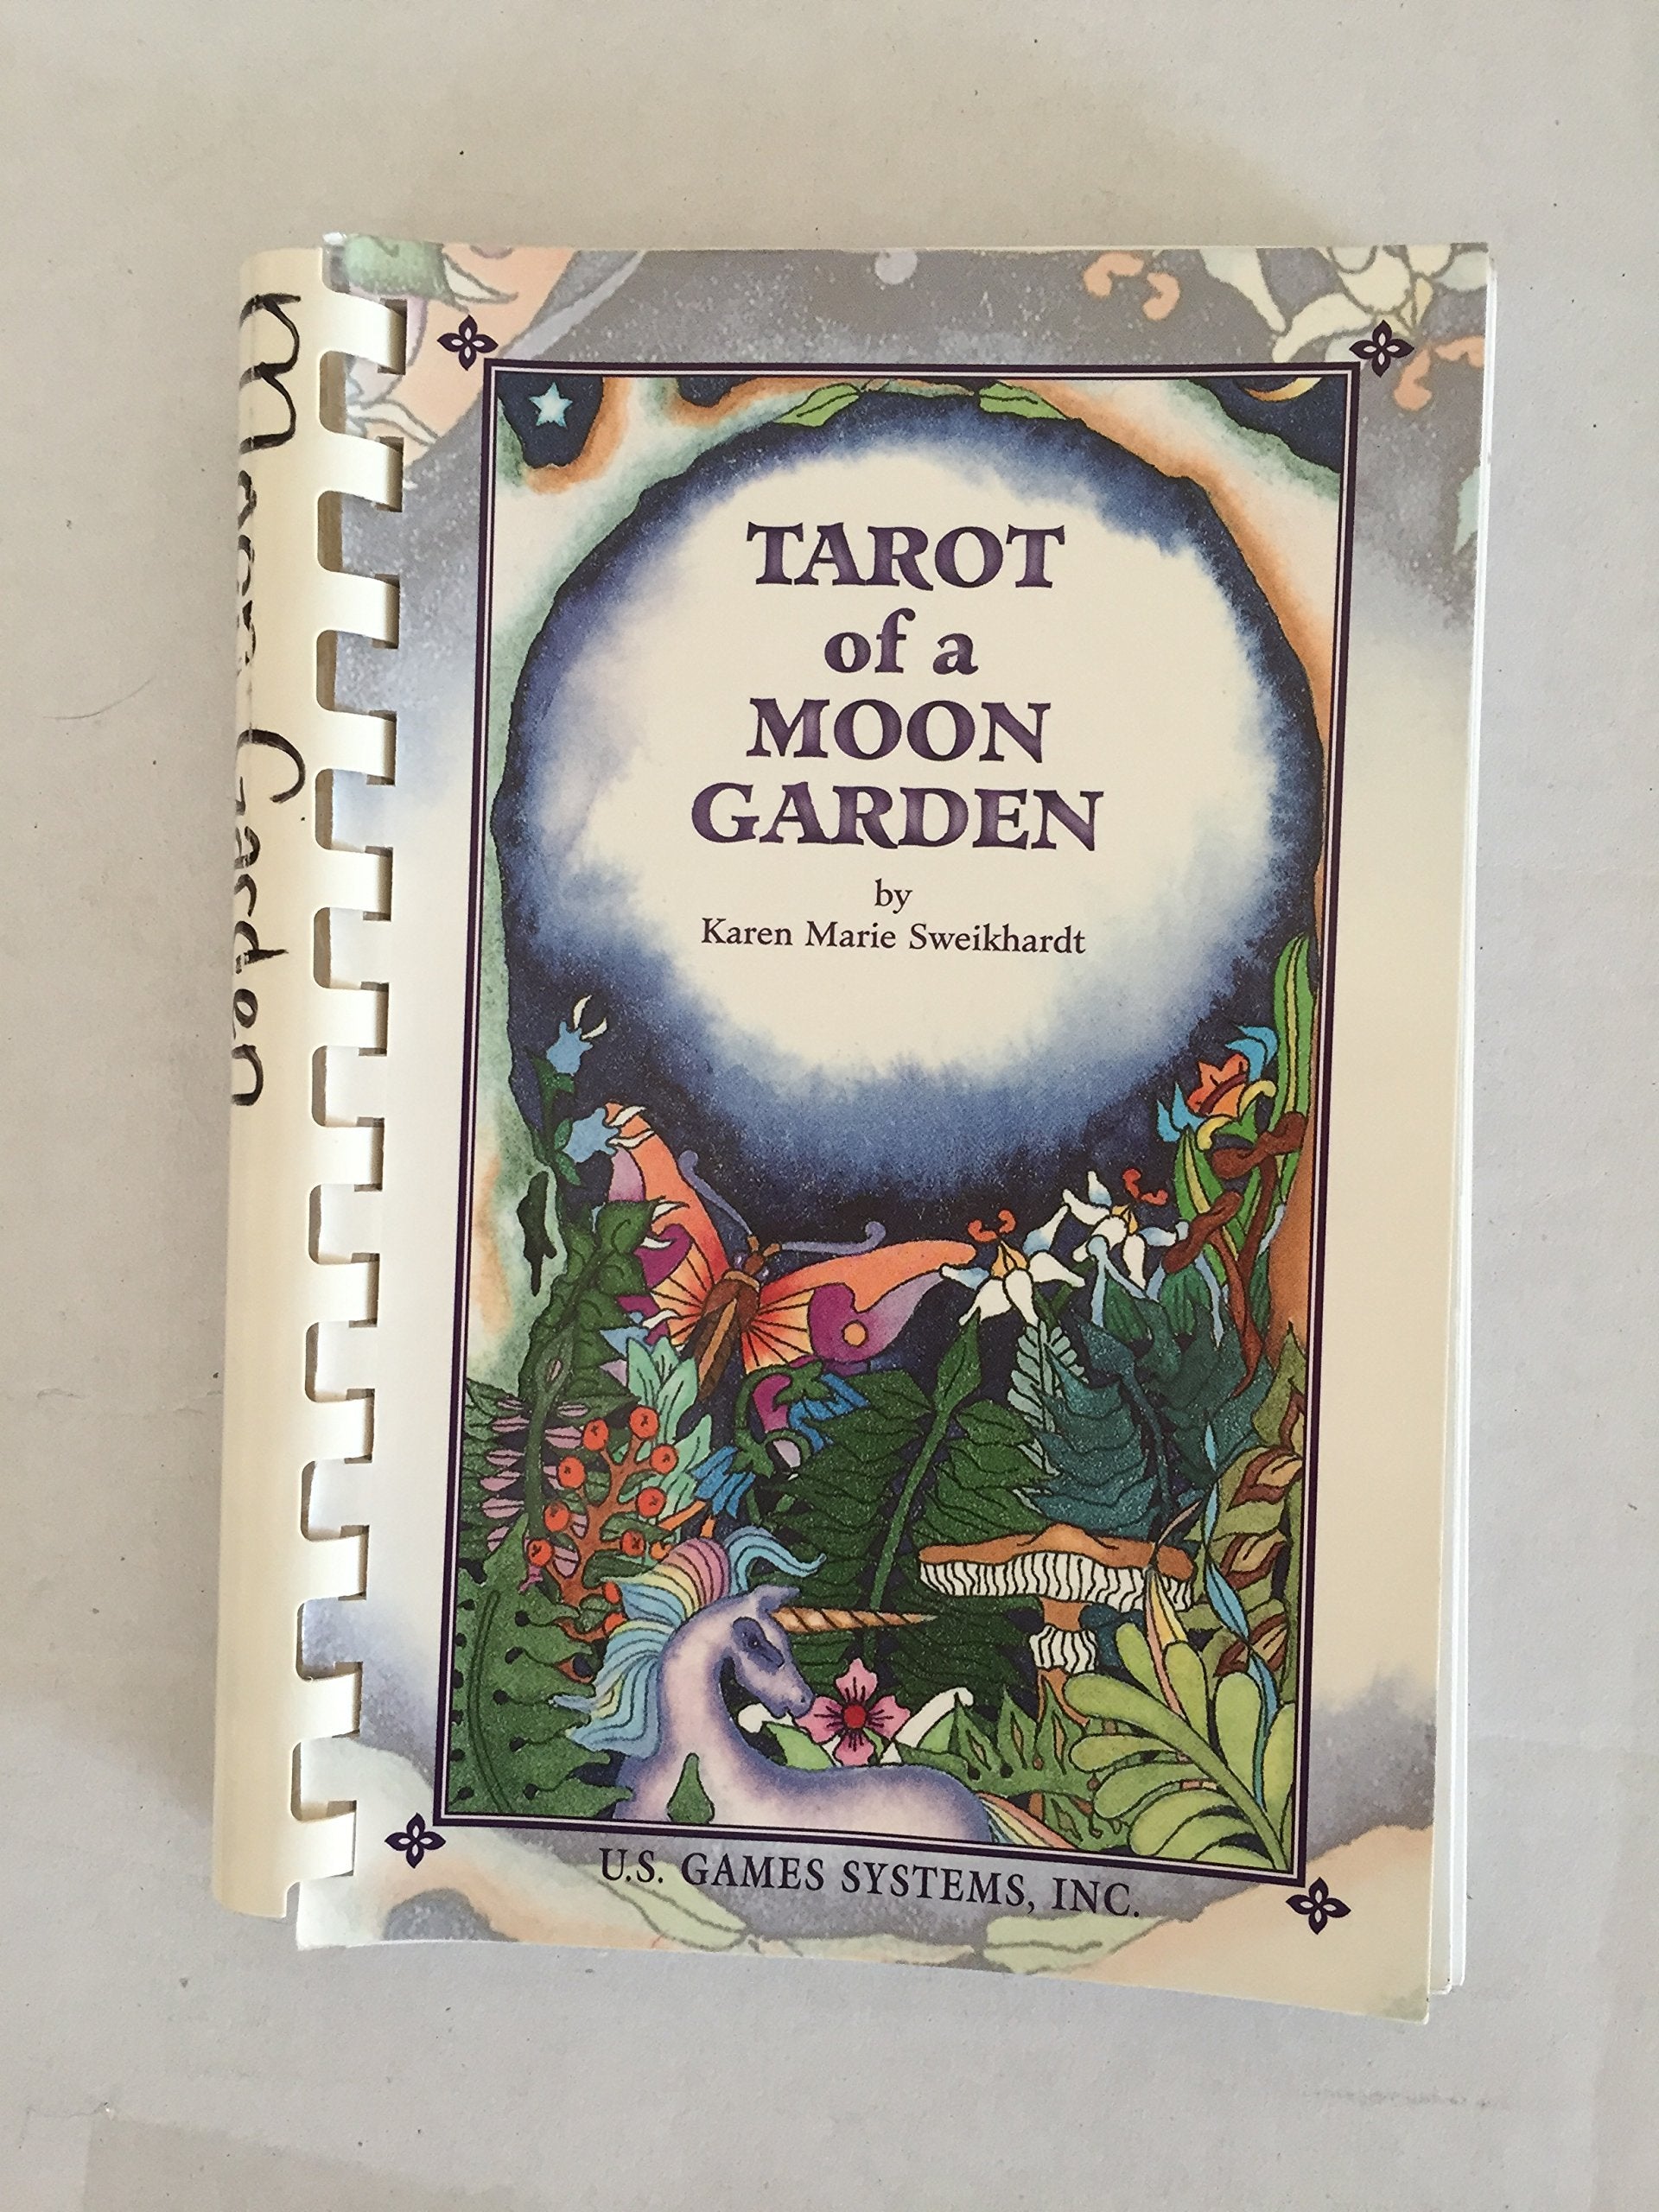 Moon Garden
TAROT
of a
MOON
GARDEN
by
Karen Marie Sweikhardt
U.S. GAMES SYSTEMS, INC.